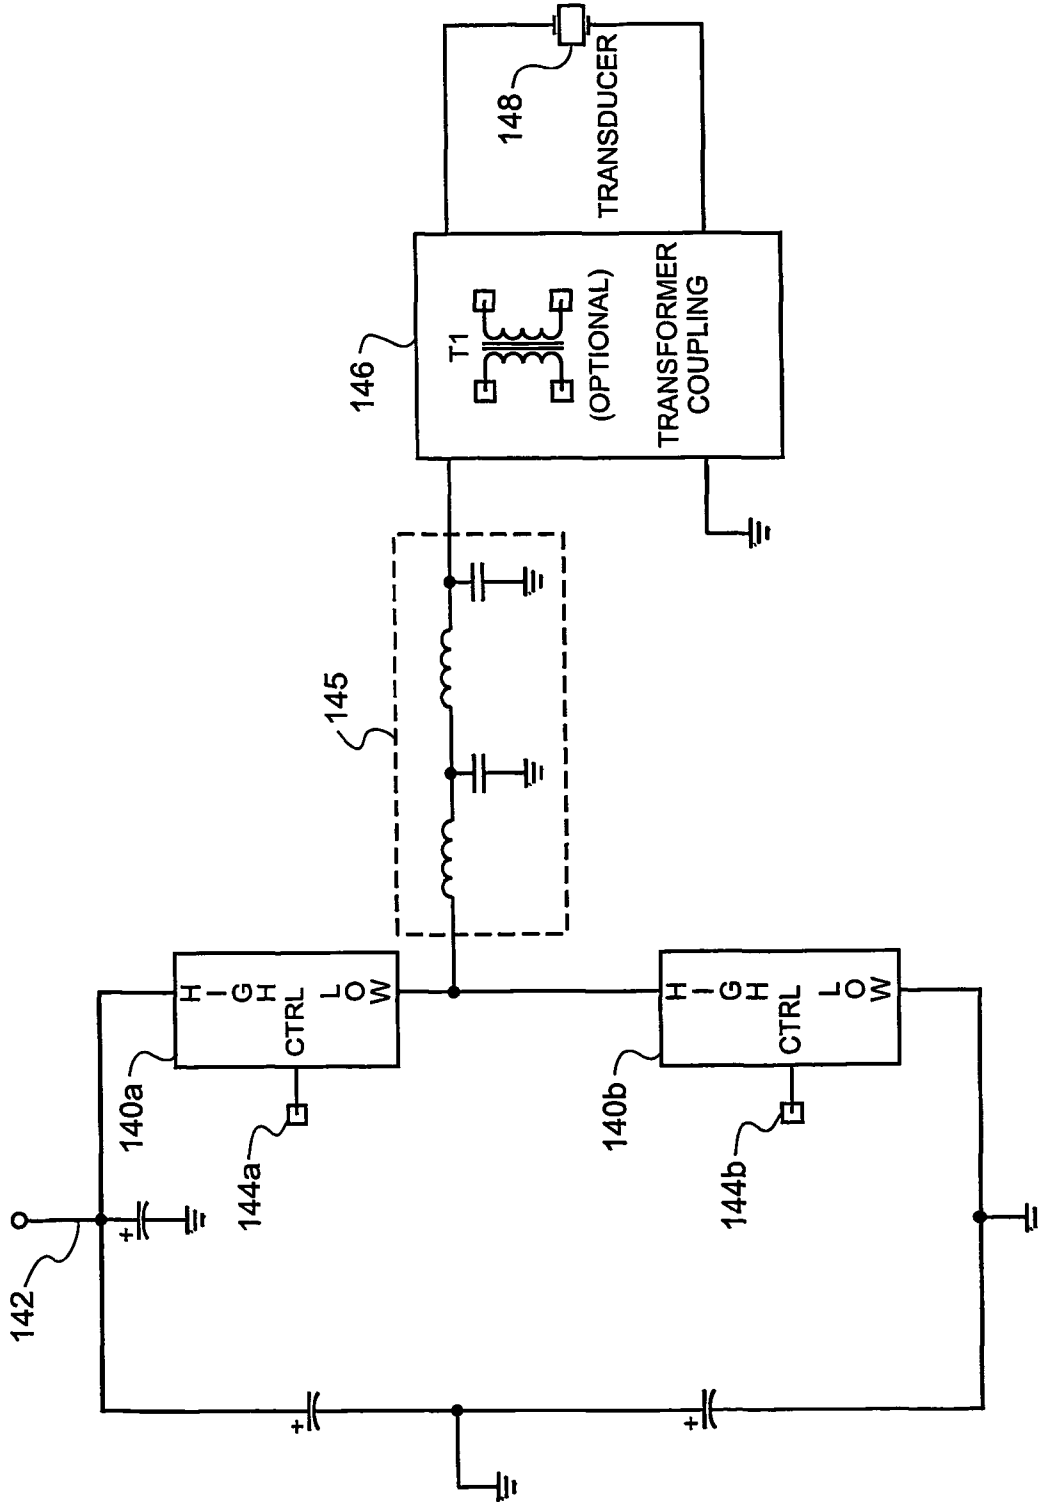 148
TRANSDUCER
146
T1
(OPTIONAL)
TRANSFORMER
COUPLING
145
140a
HIGH
CTRL
LOW
144a
140b
HIGH
CTRL
LOW
144b
142
+
+
+